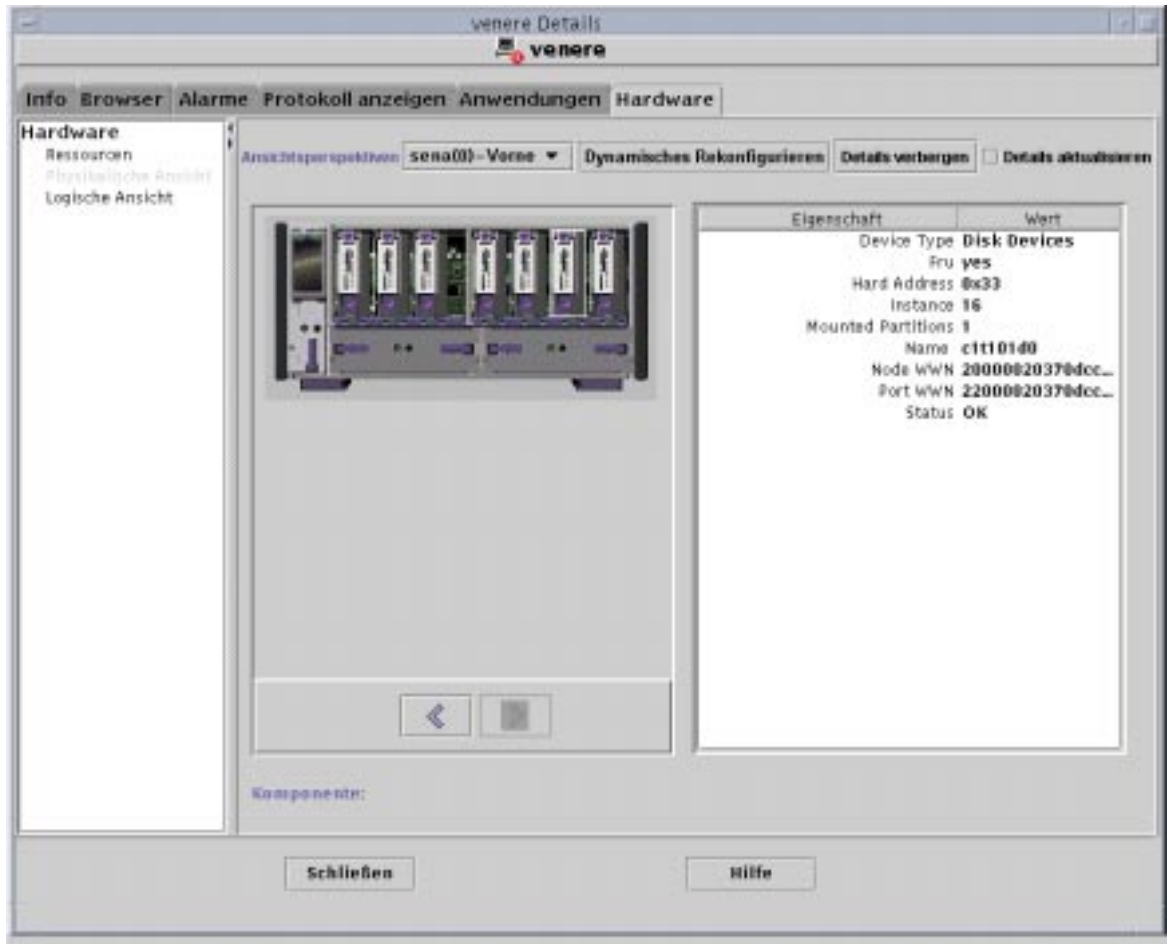 venere Details
venere
Info Browser Alarme Protokoll anzeigen Anwendungen Hardware
Hardware
Ressourcen
Physikalische Ansicht
Logische Ansicht
Ansichtsperspektiven sena(0)-Vorne Dynamisches Rekonfigurieren Details verbergen Details aktualisieren
Eigenschaft Wert
Device Type Disk Devices
Fru yes
Hard Address 0x33
Instance 16
Mounted Partitions 1
Name c1t101d0
Node WWN 20000020370dcc...
Port WWN 22000020370dcc...
Status OK
Komponente:
Schließen Hilfe